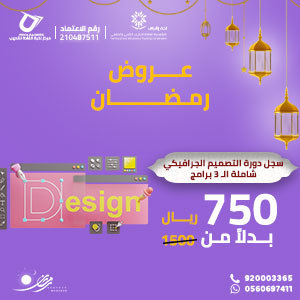 رقم الاعتماد
210487511
عروض
رمضان
سجل دورة التصميم الجرافيكي
شاملة الـ 3 برامج
Design
750 ريال
بدلاً من 1500
920003365
0560697411